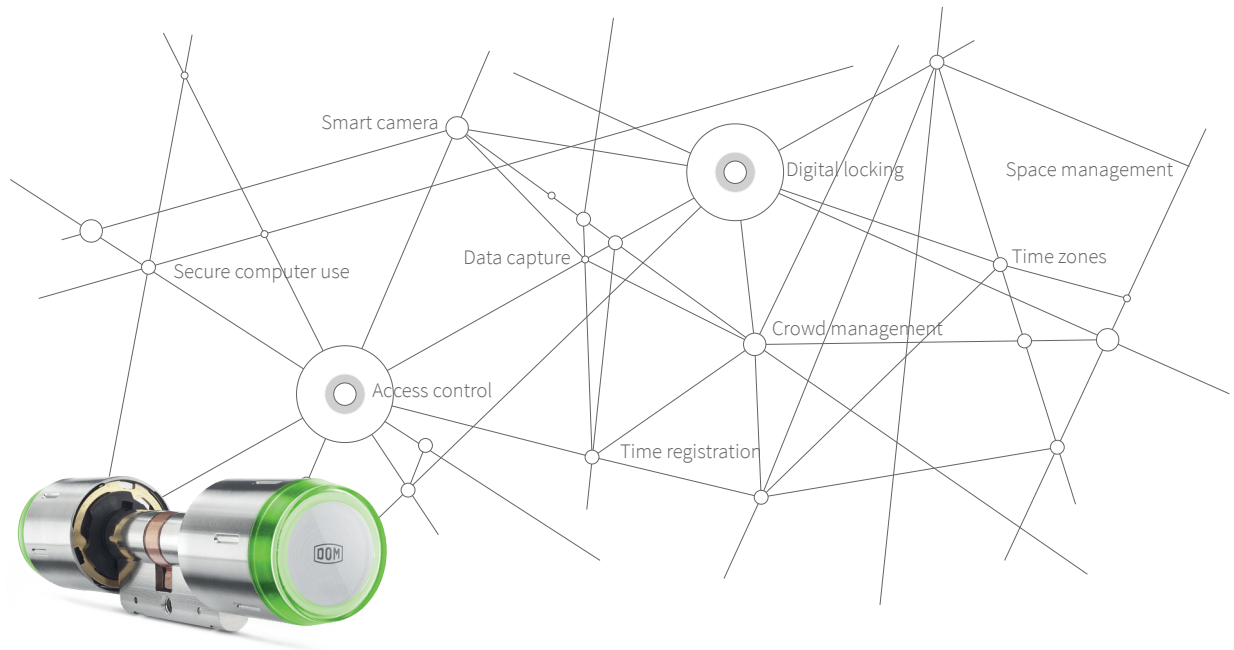 Smart camera
Digital locking
Space management
Data capture
Time zones
Secure computer use
Crowd management
Access control
Time registration
DOM